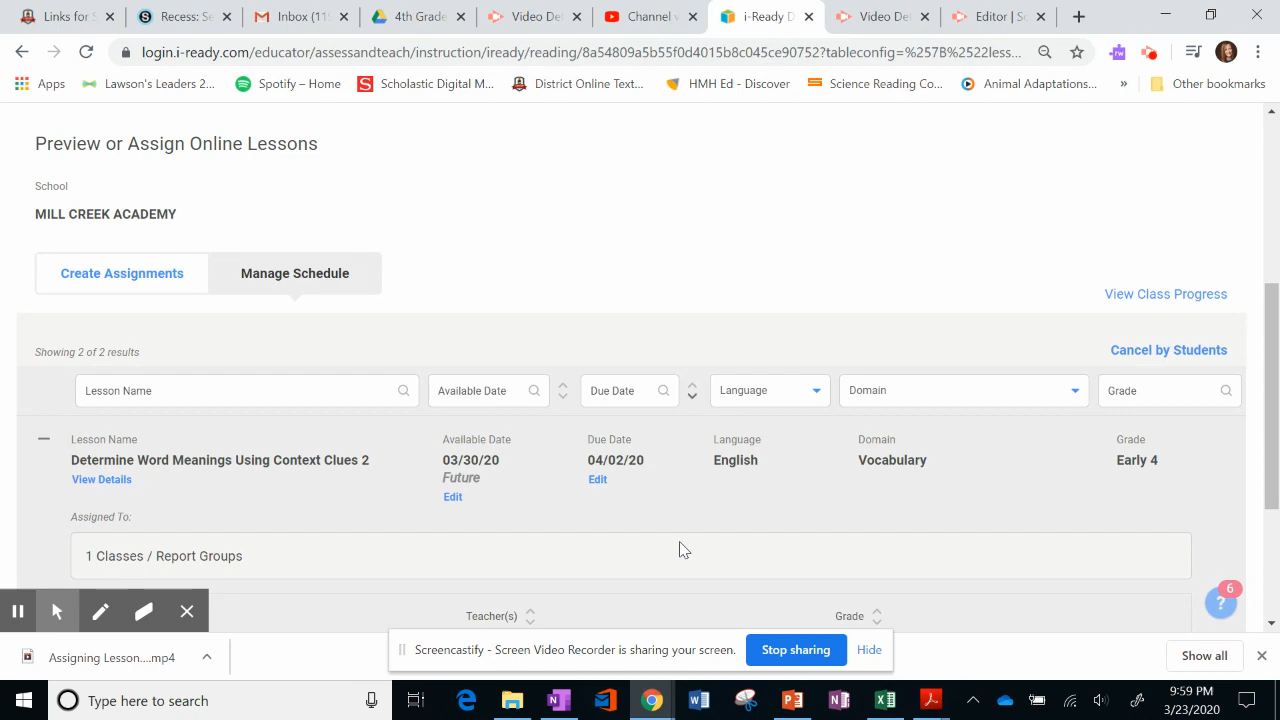 Links for S
Recess: Se
Inbox (11
4th Grade
Video Det
Channel v
i-Ready D
Video Det
Editor | Sc
login.i-ready.com/educator/assessandteach/instruction/iready/reading/8a54809a5b55f0d4015b8c045ce90752?tableconfig=%257B%2522less...
Apps
Lawson's Leaders 2...
Spotify – Home
Scholastic Digital M...
District Online Text...
HMH Ed - Discover
Science Reading Co...
Animal Adaptations...
»
Other bookmarks
Preview or Assign Online Lessons
School
MILL CREEK ACADEMY
Create Assignments
Manage Schedule
View Class Progress
Showing 2 of 2 results
Cancel by Students
Lesson Name
Available Date
Due Date
Language
Domain
Grade
Lesson Name
Available Date
Due Date
Language
Domain
Grade
Determine Word Meanings Using Context Clues 2
03/30/20
04/02/20
English
Vocabulary
Early 4
View Details
Future
Edit
Edit
Assigned To:
1 Classes / Report Groups
6
?
Teacher(s)
Grade
Assigning Lesson....mp4
Screencastify - Screen Video Recorder is sharing your screen.
Stop sharing
Hide
Show all
Type here to search
9:59 PM
3/23/2020